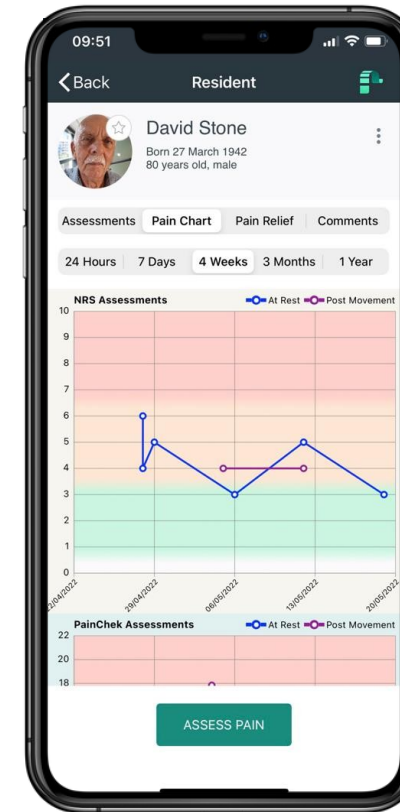 09:51
Back Resident
David Stone
Born 27 March 1942
80 years old, male
Assessments Pain Chart Pain Relief Comments
24 Hours 7 Days 4 Weeks 3 Months 1 Year
NRS Assessments At Rest Post Movement
10
9
8
7
6
5
4
3
2
1
0
2/04/2022 29/04/2022 06/05/2022 13/05/2022 20/05/2022
PainChek Assessments At Rest Post Movement
22
20
18
ASSESS PAIN